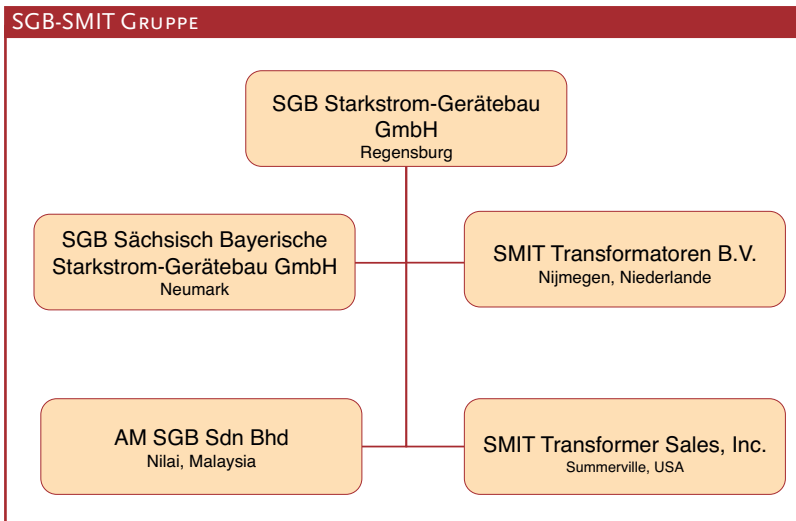 SGB-SMIT GRUPPE
SGB Starkstrom-Gerätebau
GmbH
Regensburg
SGB Sächsisch Bayerische
Starkstrom-Gerätebau GmbH
Neumark
SMIT Transformatoren B.V.
Nijmegen, Niederlande
AM SGB Sdn Bhd
Nilai, Malaysia
SMIT Transformer Sales, Inc.
Summerville, USA